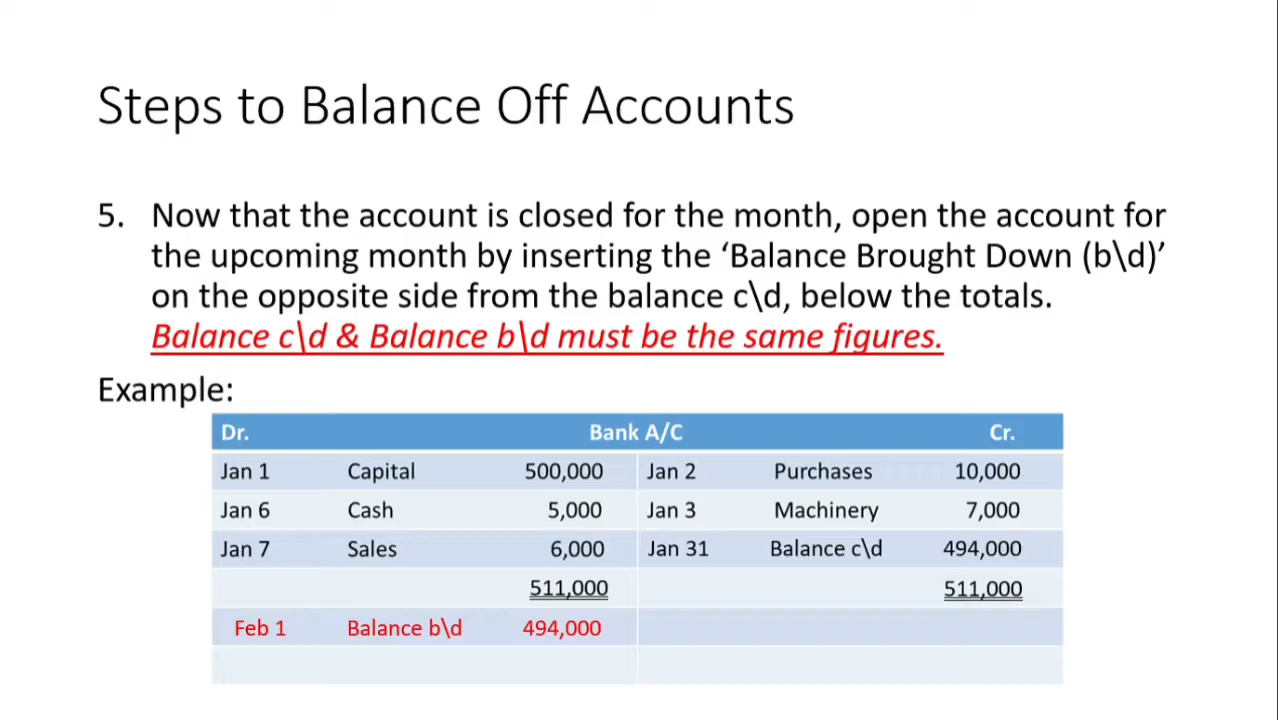 Steps to Balance Off Accounts
5. Now that the account is closed for the month, open the account for
the upcoming month by inserting the ‘Balance Brought Down (b\d)’
on the opposite side from the balance c\d, below the totals.
Balance c\d & Balance b\d must be the same figures.
Example:
Dr. Bank A/C Cr.
Jan 1 Capital 500,000 Jan 2 Purchases 10,000
Jan 6 Cash 5,000 Jan 3 Machinery 7,000
Jan 7 Sales 6,000 Jan 31 Balance c\d 494,000
511,000 511,000
Feb 1 Balance b\d 494,000